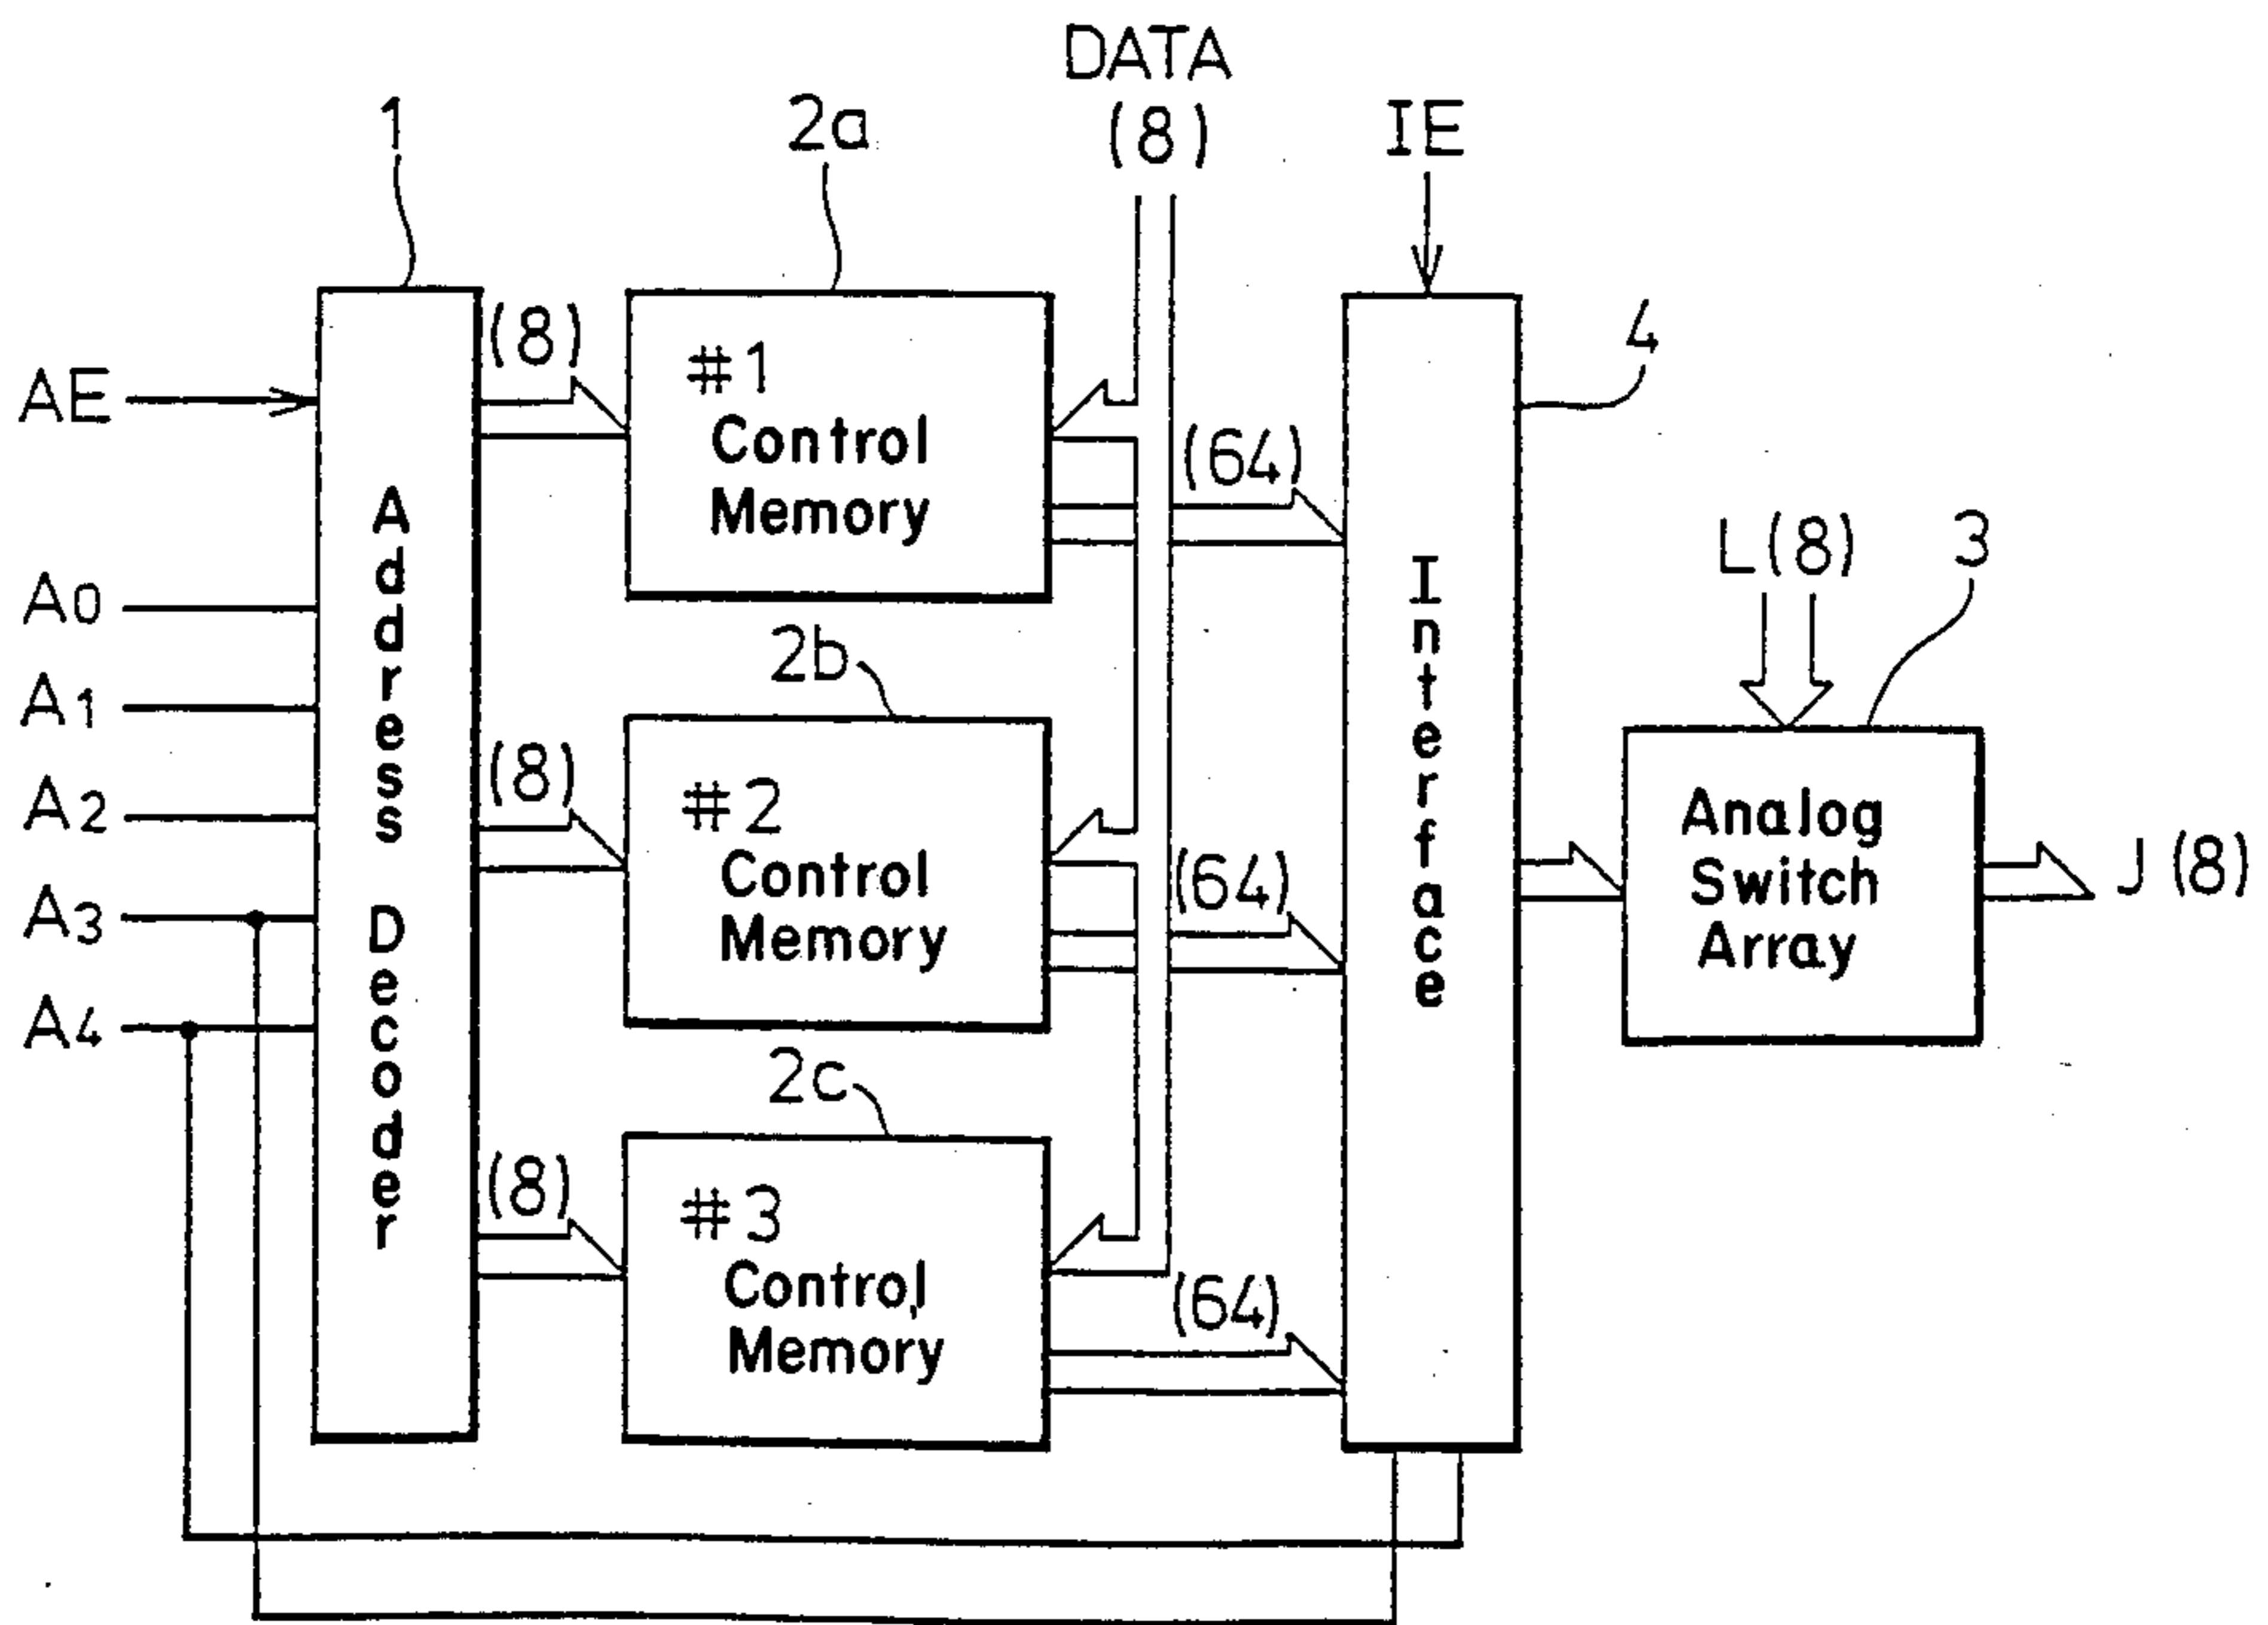 DATA
(8)
1
2a
IE
(8)
#1
Control
Memory
4
AE
(64)
Address Decoder
Interface
L(8)
3
A0
2b
A1
(8)
#2
Control
Memory
A2
Analog
Switch
Array
J (8)
(64)
A3
A4
2c
(8)
#3
Control
Memory
(64)